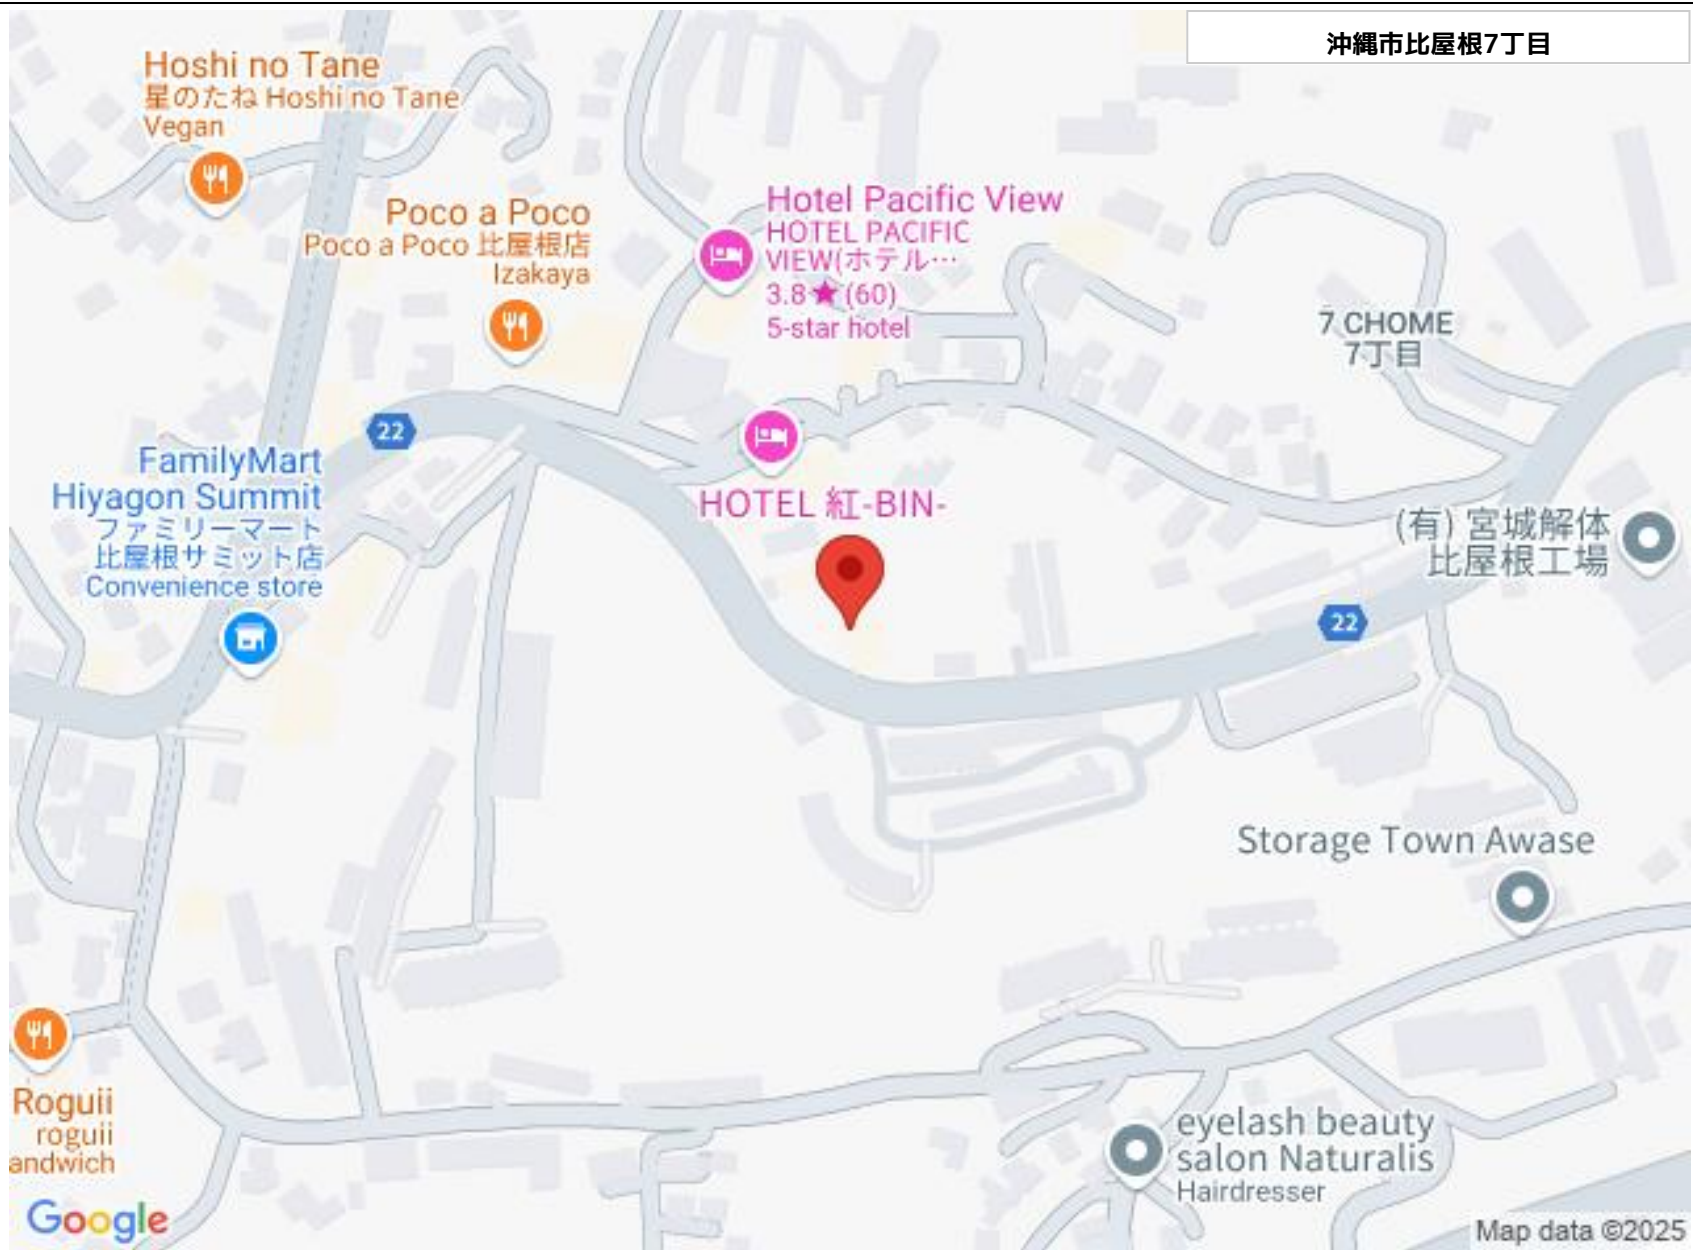 沖縄市比屋根7丁目
Hoshi no Tane
星のたね Hoshi no Tane
Vegan
Poco a Poco
Poco a Poco 比屋根店
Izakaya
Hotel Pacific View
HOTEL PACIFIC
VIEW(ホテル…
3.8★(60)
5-star hotel
7 CHOME
7丁目
22
FamilyMart
Hiyagon Summit
ファミリーマート
比屋根サミット店
Convenience store
HOTEL 紅-BIN-
(有) 宮城解体
比屋根工場
22
Storage Town Awase
Roguii
roguii
andwich
eyelash beauty
salon Naturalis
Hairdresser
Google
Map data ©2025